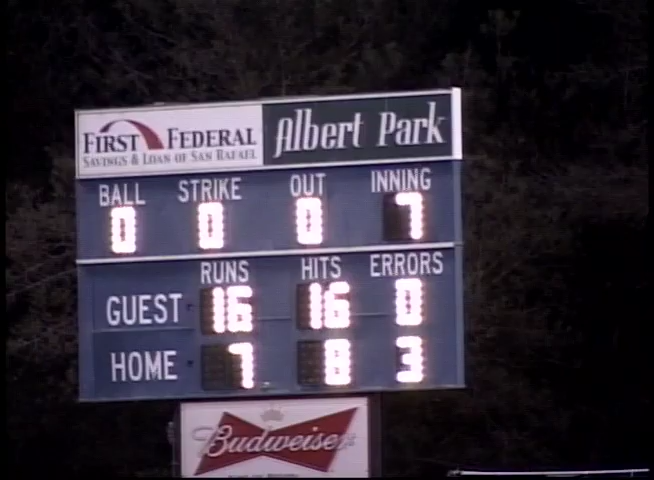 FIRST FEDERAL
SAVINGS & LOAN OF SAN RAFAEL
Albert Park
BALL STRIKE OUT INNING
0 0 0 7
RUNS HITS ERRORS
GUEST 16 16 0
HOME 7 8 3
Budweiser